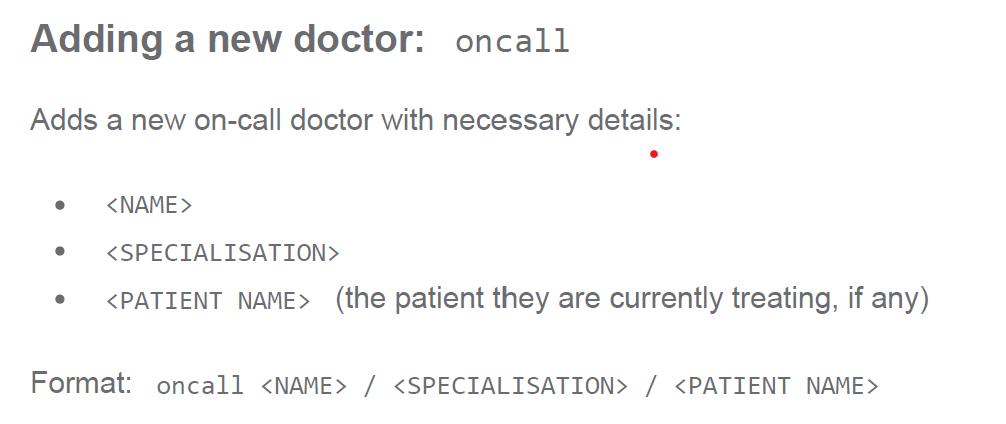 Adding a new doctor: oncall
Adds a new on-call doctor with necessary details:
• <NAME>
• <SPECIALISATION>
• <PATIENT NAME> (the patient they are currently treating, if any)
Format: oncall <NAME> / <SPECIALISATION> / <PATIENT NAME>